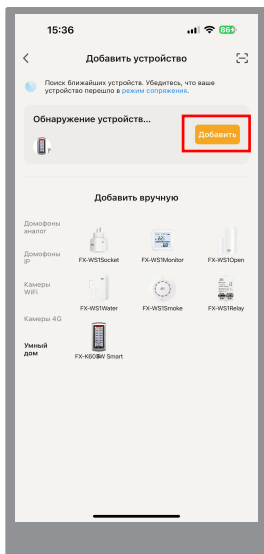 15:36
86
Добавить устройство
Поиск ближайших устройств. Убедитесь, что ваше
устройство перешло в режим сопряжения.
Обнаружение устройств...
Добавить
Добавить вручную
Домофоны
аналог
Домофоны
IP
Камеры
WiFi
Камеры 4G
Умный
дом
FX-WS1Socket
FX-WS1Monitor
FX-WS1Open
FX-WS1Water
FX-WS1Smoke
FX-WS1Relay
Smart